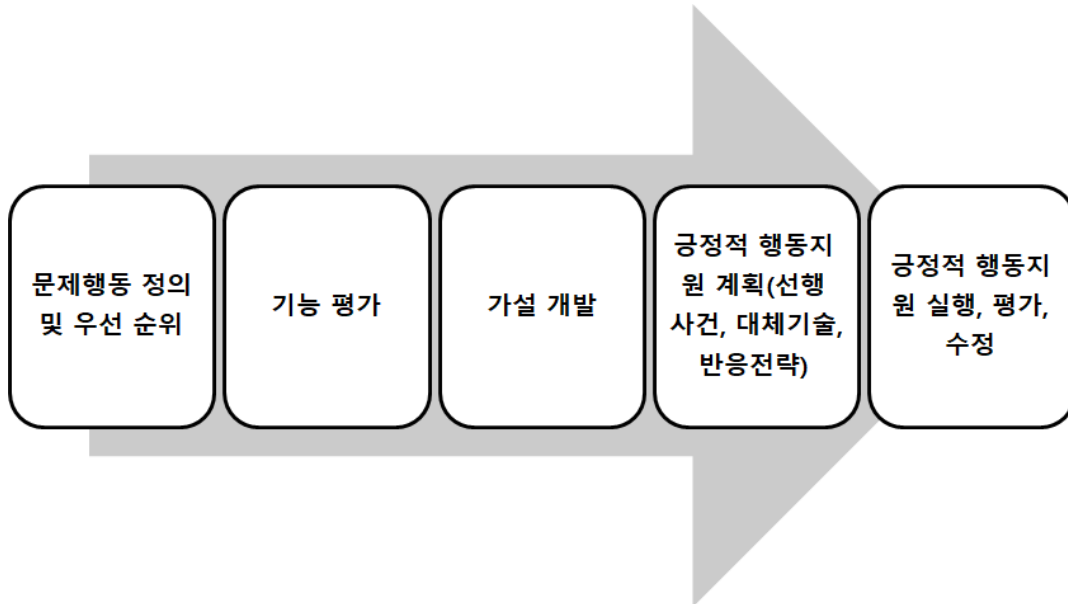 문제행동 정의
및 우선 순위
기능 평가
가설 개발
긍정적 행동지
원 계획(선행
사건, 대체기술,
반응전략)
긍정적 행동지
원 실행, 평가,
수정